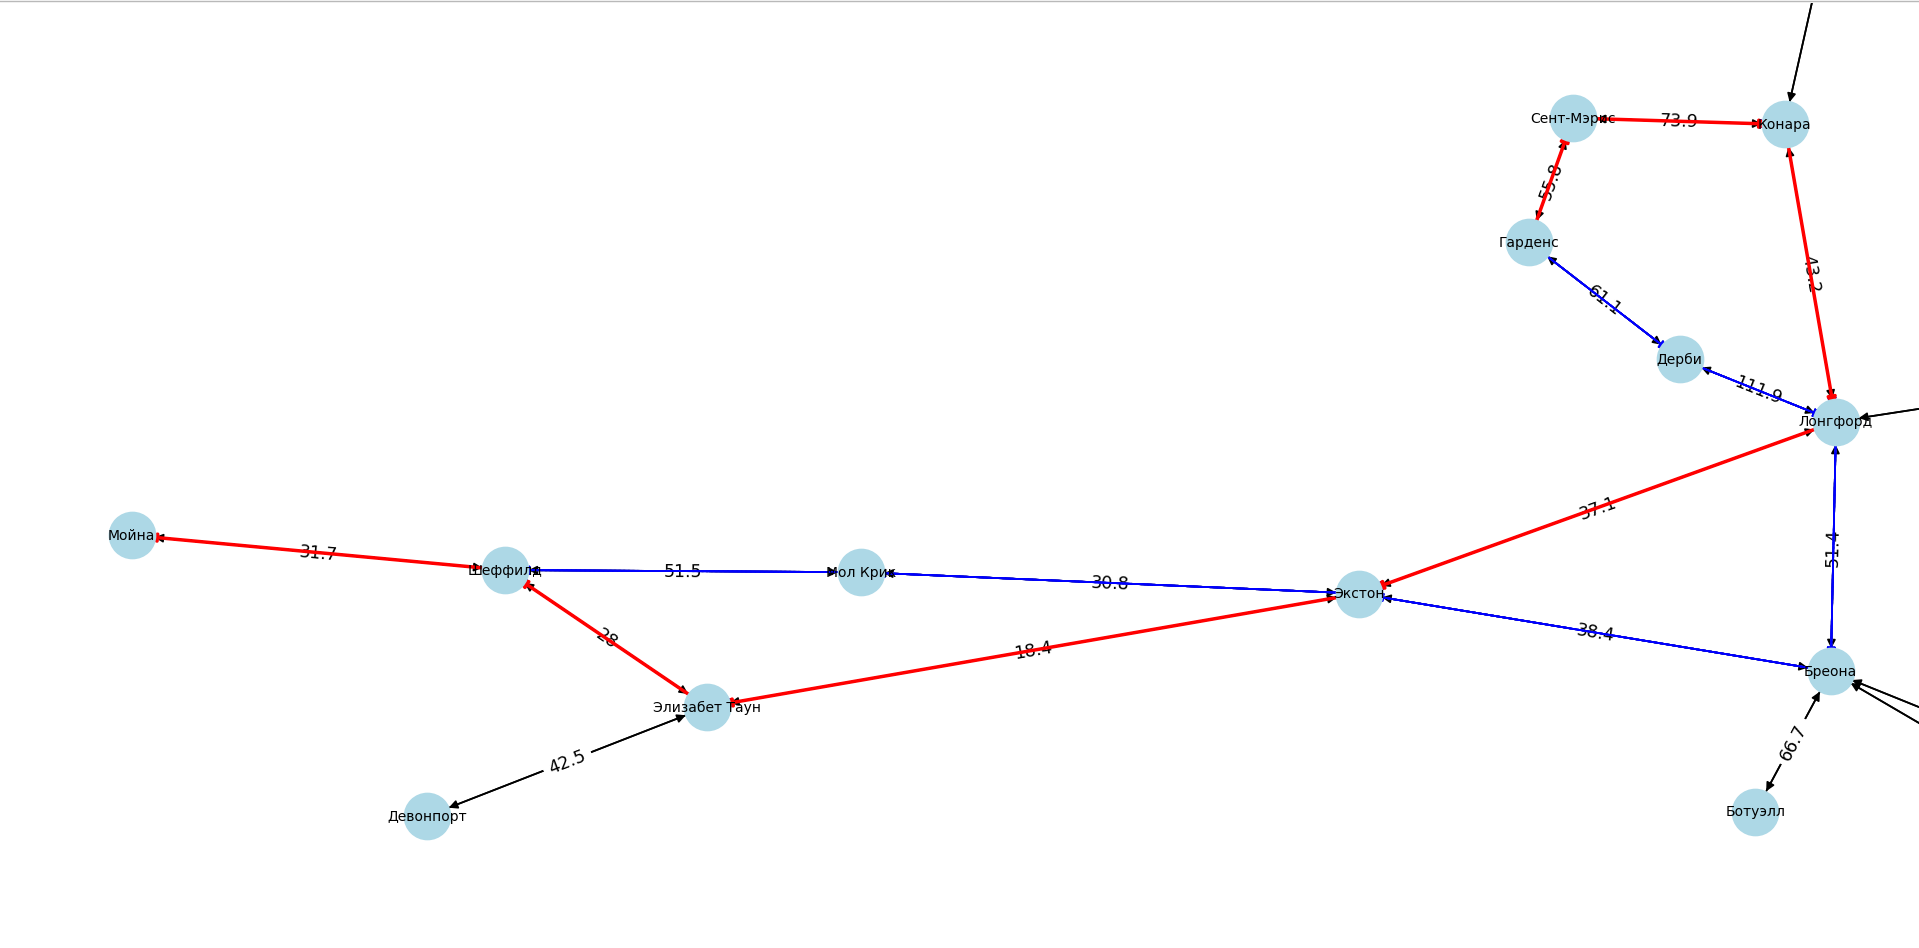 Сент-Мэрис
73.9
Конара
55.8
Гарденс
43.2
61.1
Дерби
111.9
Лонгфорд
37.1
Мойна
31.7
Шеффилд
51.5
30.8
Экстон
51.4
28
18.4
38.4
Бреона
Элизабет Таун
42.5
66.7
Девонпорт
Ботуэлл